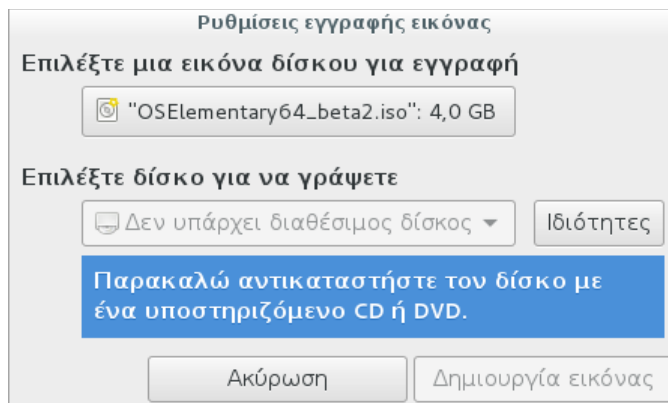 Ρυθμίσεις εγγραφής εικόνας
Επιλέξτε μια εικόνα δίσκου για εγγραφή
"OSElementary64_beta2.iso": 4,0 GB
Επιλέξτε δίσκο για να γράψετε
Δεν υπάρχει διαθέσιμος δίσκος
Ιδιότητες
Παρακαλώ αντικαταστήστε τον δίσκο με
ένα υποστηριζόμενο CD ή DVD.
Ακύρωση
Δημιουργία εικόνας